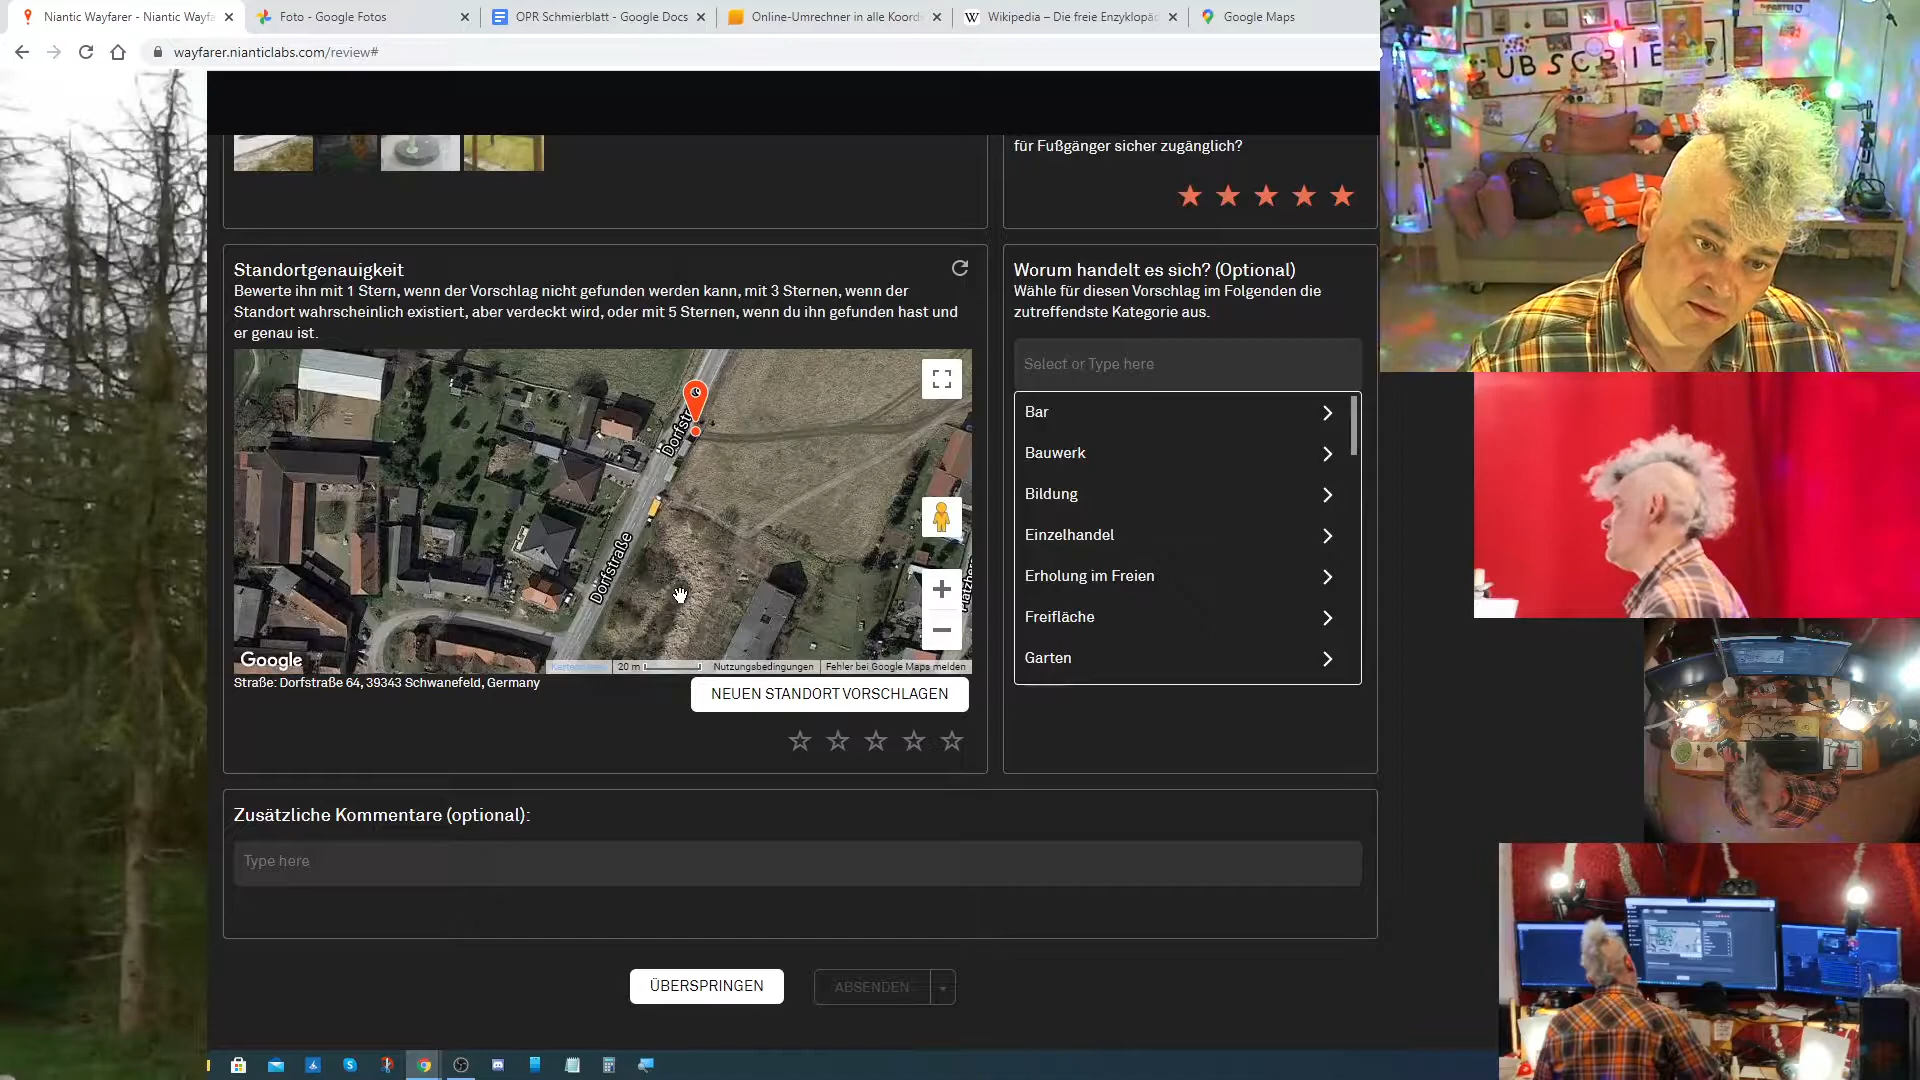 Niantic Wayfarer - Niantic Wayfa
Foto - Google Fotos
OPR Schmierblatt - Google Docs
Online-Umrechner in alle Koord
Wikipedia – Die freie Enzyklopäd
Google Maps
wayfarer.nianticlabs.com/review#
UBSCRIBE
für Fußgänger sicher zugänglich?
Standortgenauigkeit
Bewerte ihn mit 1 Stern, wenn der Vorschlag nicht gefunden werden kann, mit 3 Sternen, wenn der
Standort wahrscheinlich existiert, aber verdeckt wird, oder mit 5 Sternen, wenn du ihn gefunden hast und
er genau ist.
Dorfstra
Dorfstraße
Google
20 m
Nutzungsbedingungen
Fehler bei Google Maps melden
Straße: Dorfstraße 64, 39343 Schwanefeld, Germany
NEUEN STANDORT VORSCHLAGEN
Worum handelt es sich? (Optional)
Wähle für diesen Vorschlag im Folgenden die
zutreffendste Kategorie aus.
Select or Type here
Bar
Bauwerk
Bildung
Einzelhandel
Erholung im Freien
Freifläche
Garten
Zusätzliche Kommentare (optional):
Type here
ÜBERSPRINGEN
ABSENDEN